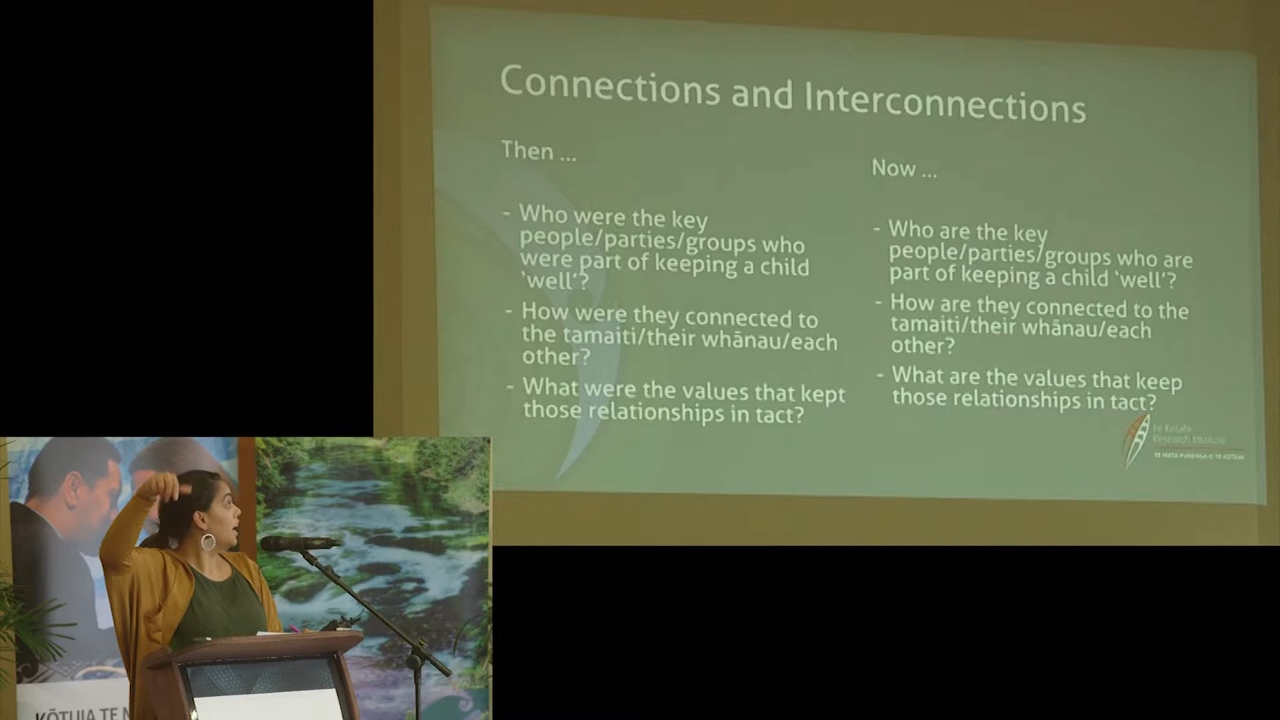 Connections and Interconnections
Then ...
- Who were the key
people/parties/groups who
were part of keeping a child
‘well’?
- How were they connected to
the tamaiti/their whānau/each
other?
- What were the values that kept
those relationships in tact?
Now ...
- Who are the key
people/parties/groups who are
part of keeping a child ‘well’?
- How are they connected to the
tamaiti/their whānau/each
other?
- What are the values that keep
those relationships in tact?
Te Kotahi
Research Institute
KŌTUIA TE